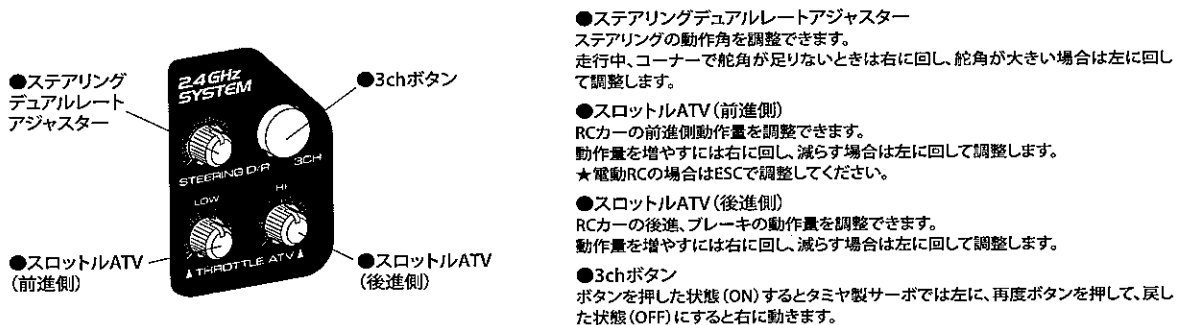 ●ステアリング
デュアルレート
アジャスター
●3chボタン
2.4GHz
SYSTEM
3CH
STEERING D/R
LOW
HI
THROTTLE ATV
●スロットルATV
(前進側)
●スロットルATV
(後進側)
●ステアリングデュアルレートアジャスター
ステアリングの動作角を調整できます。
走行中、コーナーで舵角が足りないときは右に回し、舵角が大きい場合は左に回し
て調整します。
●スロットルATV(前進側)
RCカーの前進側動作量を調整できます。
動作量を増やすには右に回し、減らす場合は左に回して調整します。
★電動RCの場合はESCで調整してください。
●スロットルATV(後進側)
RCカーの後進、ブレーキの動作量を調整できます。
動作量を増やすには右に回し、減らす場合は左に回して調整します。
●3chボタン
ボタンを押した状態(ON)するとタミヤ製サーボでは左に、再度ボタンを押して、戻し
た状態(OFF)にすると右に動きます。